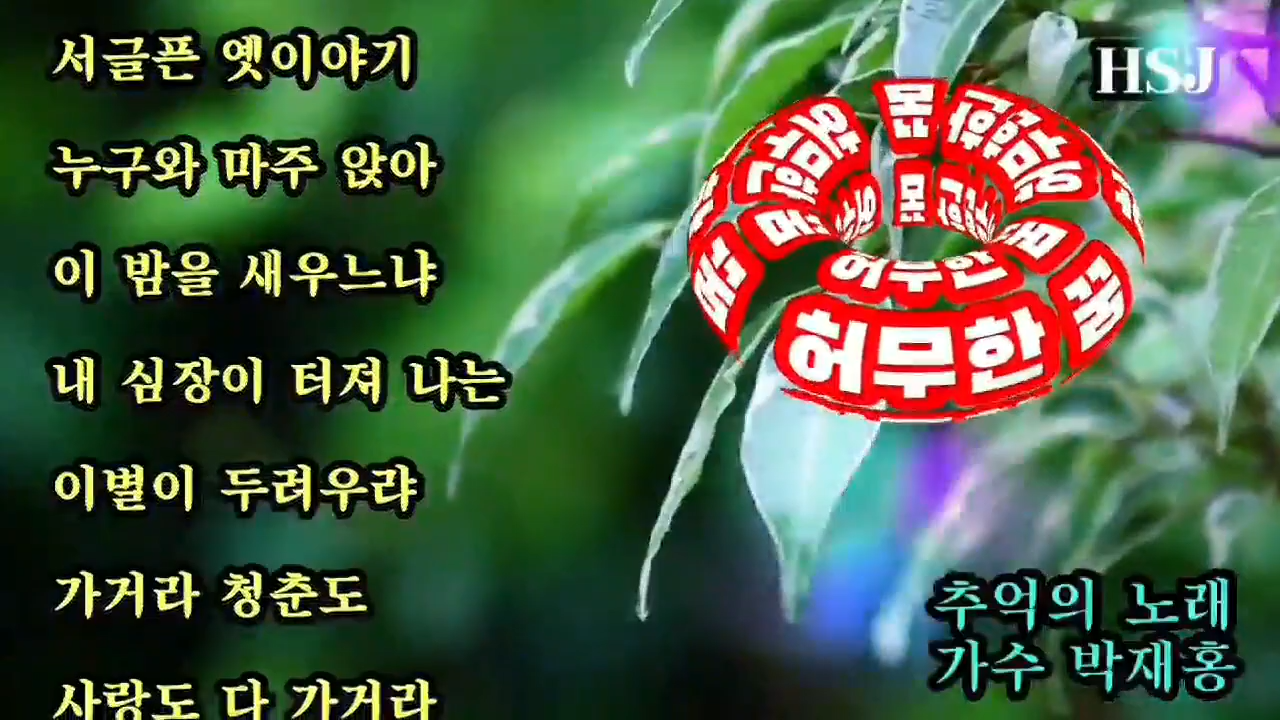 서글픈 옛이야기
누구와 마주 앉아
이 밤을 새우느냐
내 심장이 터져 나는
이별이 두려우랴
가거라 청춘도
사랑도 다 가거라
HSJ
허무한
허무한
추억의 노래
가수 박재홍